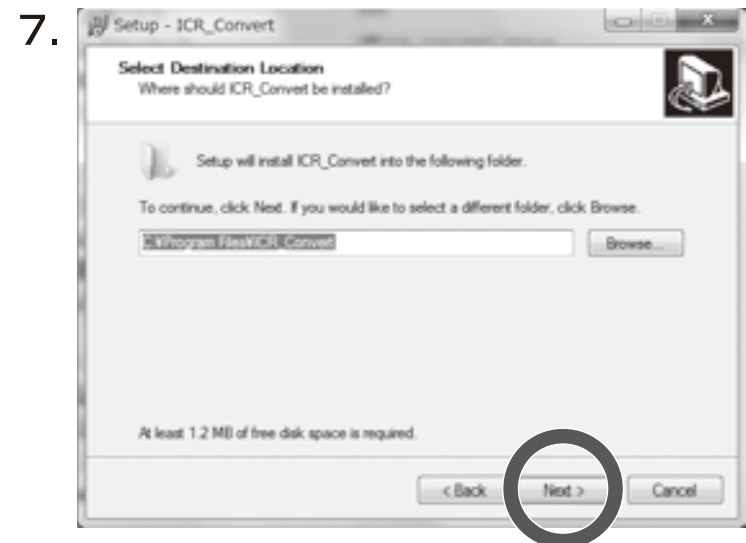 7.
Setup - ICR_Convert
Select Destination Location
Where should ICR_Convert be installed?
Setup will install ICR_Convert into the following folder.
To continue, click Next. If you would like to select a different folder, click Browse.
C:¥Program Files¥ICR_Convert
Browse...
At least 1.2 MB of free disk space is required.
< Back
Next >
Cancel